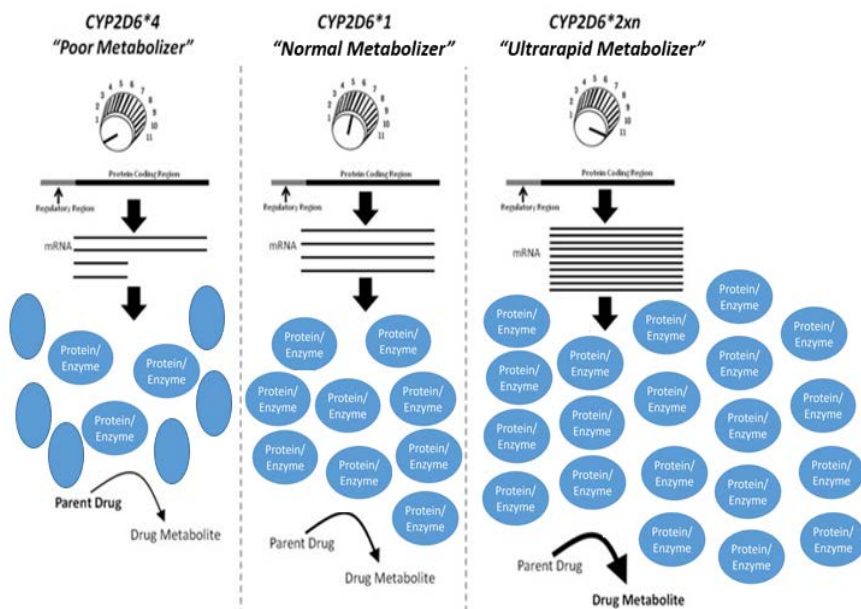 CYP2D6*4
"Poor Metabolizer"
1
2
3
4
5
6
7
8
9
10
11
Protein Coding Region
Regulatory Region
mRNA
Protein/
Enzyme
Protein/
Enzyme
Protein/
Enzyme
Parent Drug
Drug Metabolite
CYP2D6*1
"Normal Metabolizer"
1
2
3
4
5
6
7
8
9
10
11
Protein Coding Region
Regulatory Region
mRNA
Protein/
Enzyme
Protein/
Enzyme
Protein/
Enzyme
Protein/
Enzyme
Protein/
Enzyme
Protein/
Enzyme
Protein/
Enzyme
Protein/
Enzyme
Protein/
Enzyme
Parent Drug
Drug Metabolite
CYP2D6*2xn
"Ultrarapid Metabolizer"
1
2
3
4
5
6
7
8
9
10
11
Protein Coding Region
Regulatory Region
mRNA
Protein/
Enzyme
Protein/
Enzyme
Protein/
Enzyme
Protein/
Enzyme
Protein/
Enzyme
Protein/
Enzyme
Protein/
Enzyme
Protein/
Enzyme
Protein/
Enzyme
Protein/
Enzyme
Protein/
Enzyme
Protein/
Enzyme
Protein/
Enzyme
Protein/
Enzyme
Protein/
Enzyme
Protein/
Enzyme
Protein/
Enzyme
Protein/
Enzyme
Protein/
Enzyme
Protein/
Enzyme
Parent Drug
Drug Metabolite